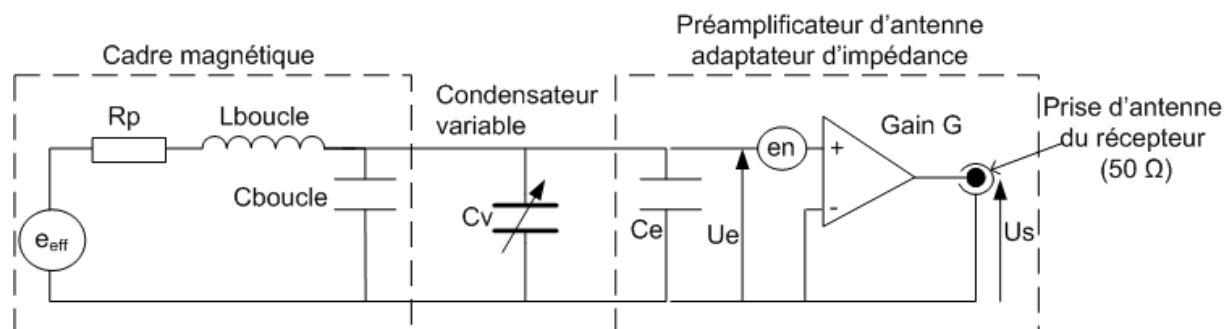 Préamplificateur d'antenne
adaptateur d'impédance
Cadre magnétique
Condensateur
variable
Prise d'antenne
du récepteur
(50 Ω)
Rp
Lboucle
en
+
Gain G
Cboucle
-
Cv
Ce
Ue
Us
eeff